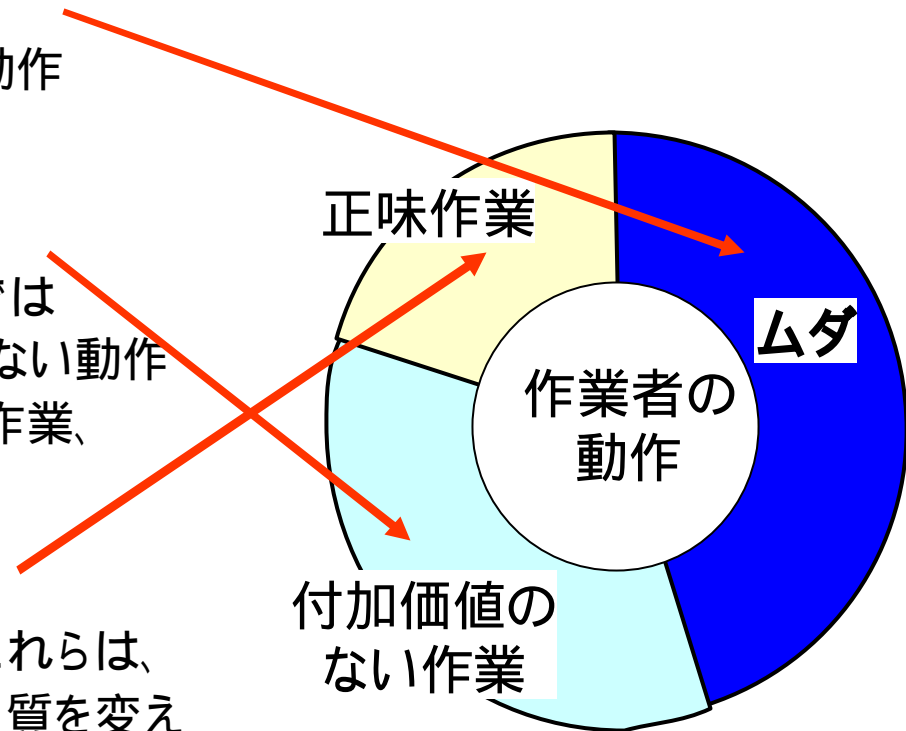 動作
正味作業
は
ない動作
作業、
ムダ
作業者の
動作
付加価値の
ない作業
れらは、
質を変え